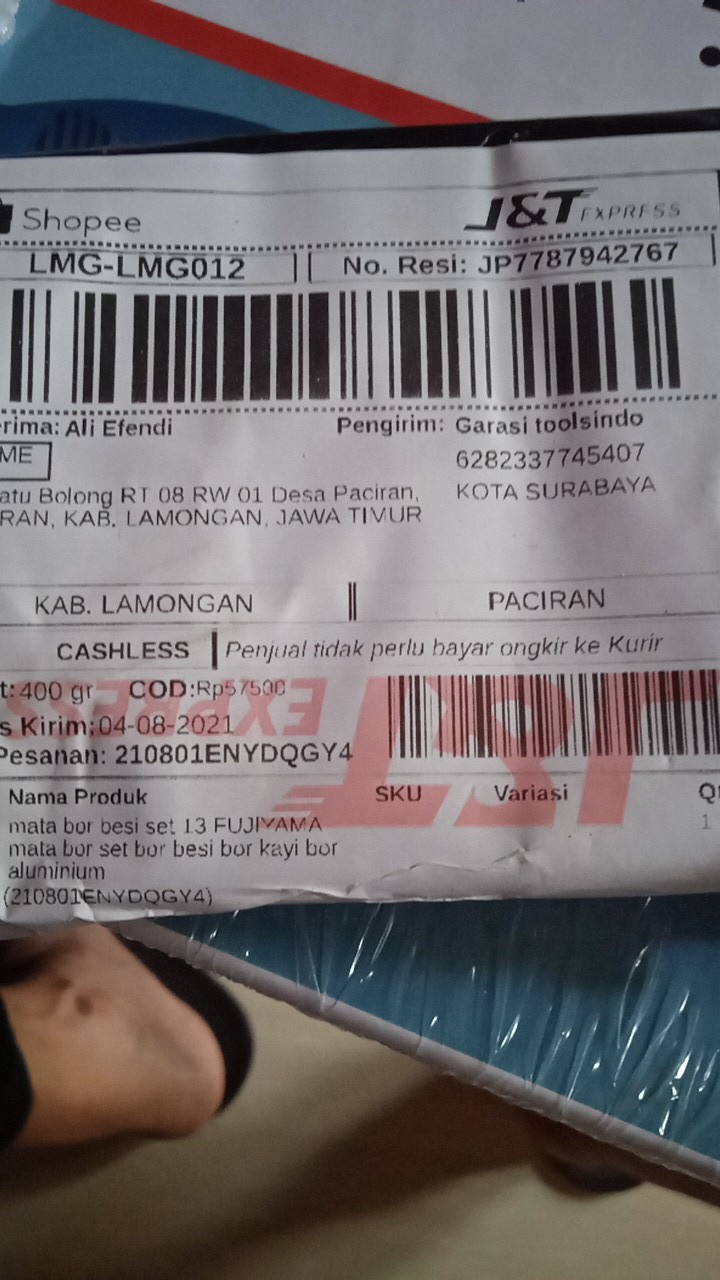 Shopee
J&T EXPRESS
LMG-LMG012
No. Resi: JP7787942767
rima: Ali Efendi
Pengirim: Garasi toolsindo
ME
6282337745407
atu Bolong RT 08 RW 01 Desa Paciran,
KOTA SURABAYA
RAN, KAB. LAMONGAN, JAWA TIMUR
KAB. LAMONGAN
PACIRAN
CASHLESS
Penjual tidak perlu bayar ongkir ke Kurir
t: 400 gr COD:Rp57500
s Kirim:04-08-2021
Pesanan: 210801ENYDQGY4
J&T EXPRESS
Nama Produk SKU Variasi Qt
mata bor besi set 13 FUJIYAMA 1
mata bor set bor besi bor kayi bor
aluminium
(210801ENYDQGY4)